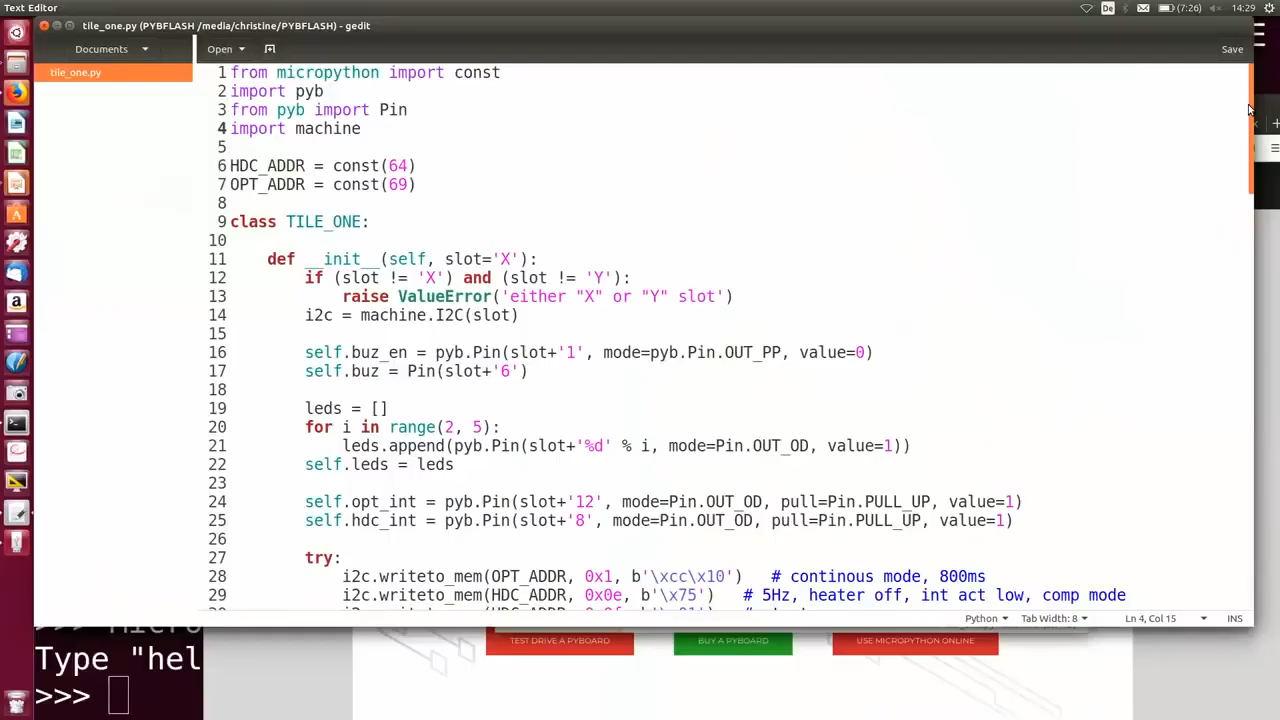 Text Editor
De
(7:26)
14:29
tile_one.py (PYBFLASH /media/christine/PYBFLASH) - gedit
Documents
Open
Save
tile_one.py
1 from micropython import const
2 import pyb
3 from pyb import Pin
4 import machine
5
6 HDC_ADDR = const(64)
7 OPT_ADDR = const(69)
8
9 class TILE_ONE:
10
11 def __init__(self, slot='X'):
12 if (slot != 'X') and (slot != 'Y'):
13 raise ValueError('either "X" or "Y" slot')
14 i2c = machine.I2C(slot)
15
16 self.buz_en = pyb.Pin(slot+'1', mode=pyb.Pin.OUT_PP, value=0)
17 self.buz = Pin(slot+'6')
18
19 leds = []
20 for i in range(2, 5):
21 leds.append(pyb.Pin(slot+'%d' % i, mode=Pin.OUT_OD, value=1))
22 self.leds = leds
23
24 self.opt_int = pyb.Pin(slot+'12', mode=Pin.OUT_OD, pull=Pin.PULL_UP, value=1)
25 self.hdc_int = pyb.Pin(slot+'8', mode=Pin.OUT_OD, pull=Pin.PULL_UP, value=1)
26
27 try:
28 i2c.writeto_mem(OPT_ADDR, 0x1, b'\xcc\x10') # continous mode, 800ms
29 i2c.writeto_mem(HDC_ADDR, 0x0e, b'\x75') # 5Hz, heater off, int act low, comp mode
Python
Tab Width: 8
Ln 4, Col 15
INS
TEST DRIVE A PYBOARD
BUY A PYBOARD
USE MICROPYTHON ONLINE
Type "hel
>>>